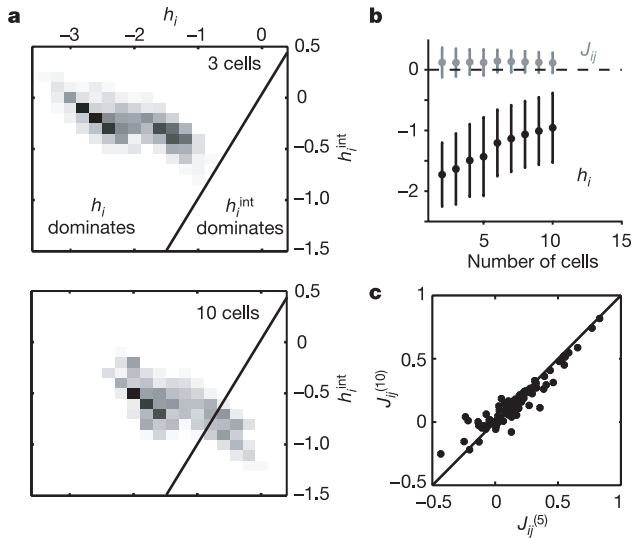 a
h_i
−3 −2 −1 0
3 cells
0.5
0
−0.5
−1.0
−1.5
h_i^int
h_i dominates
h_i^int dominates
10 cells
0.5
0
−0.5
−1.0
−1.5
h_i^int
b
J_ij
0
−1
−2
h_i
5 10 15
Number of cells
c
1
0.5
0
−0.5
J_ij^(10)
−0.5 0 0.5 1
J_ij^(5)